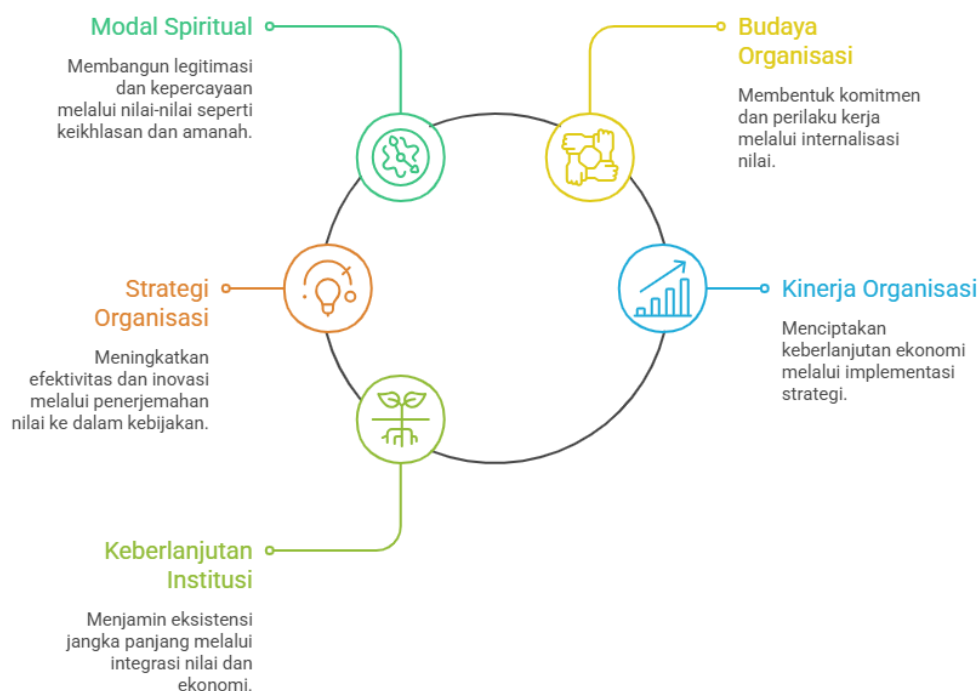 Modal Spiritual
Membangun legitimasi
dan kepercayaan
melalui nilai-nilai seperti
keikhlasan dan amanah.
Budaya
Organisasi
Membentuk komitmen
dan perilaku kerja
melalui internalisasi
nilai.
Strategi
Organisasi
Meningkatkan
efektivitas dan inovasi
melalui penerjemahan
nilai ke dalam kebijakan.
Kinerja Organisasi
Menciptakan
keberlanjutan ekonomi
melalui implementasi
strategi.
Keberlanjutan
Institusi
Menjamin eksistensi
jangka panjang melalui
integrasi nilai dan
ekonomi.